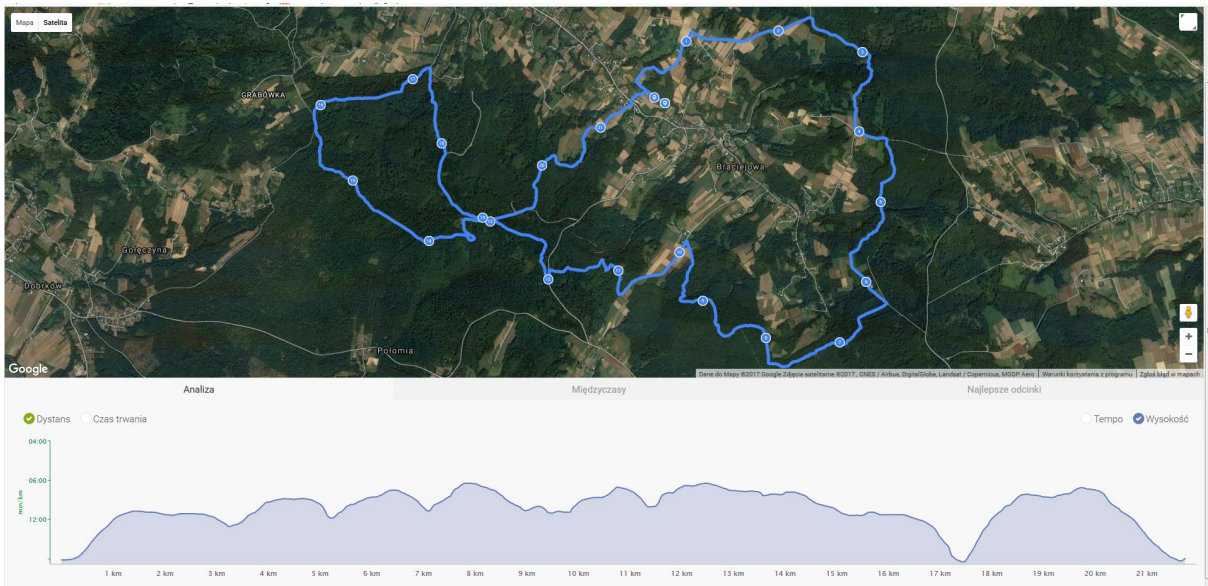 Mapa Satelita
GRABÓWKA
Braciejowa
Gołęczyna
Dobrków
Połomia
Google
Dane do Mapy ©2017 Google Zdjęcie satelitarne ©2017 , CNES / Airbus, DigitalGlobe, Landsat / Copernicus, MGGP Aero Warunki korzystania z programu Zgłoś błąd w mapach
Analiza Międzyczasy Najlepsze odcinki
Dystans Czas trwania Tempo Wysokość
04:00
06:00
min/km
12:00
1 km 2 km 3 km 4 km 5 km 6 km 7 km 8 km 9 km 10 km 11 km 12 km 13 km 14 km 15 km 16 km 17 km 18 km 19 km 20 km 21 km